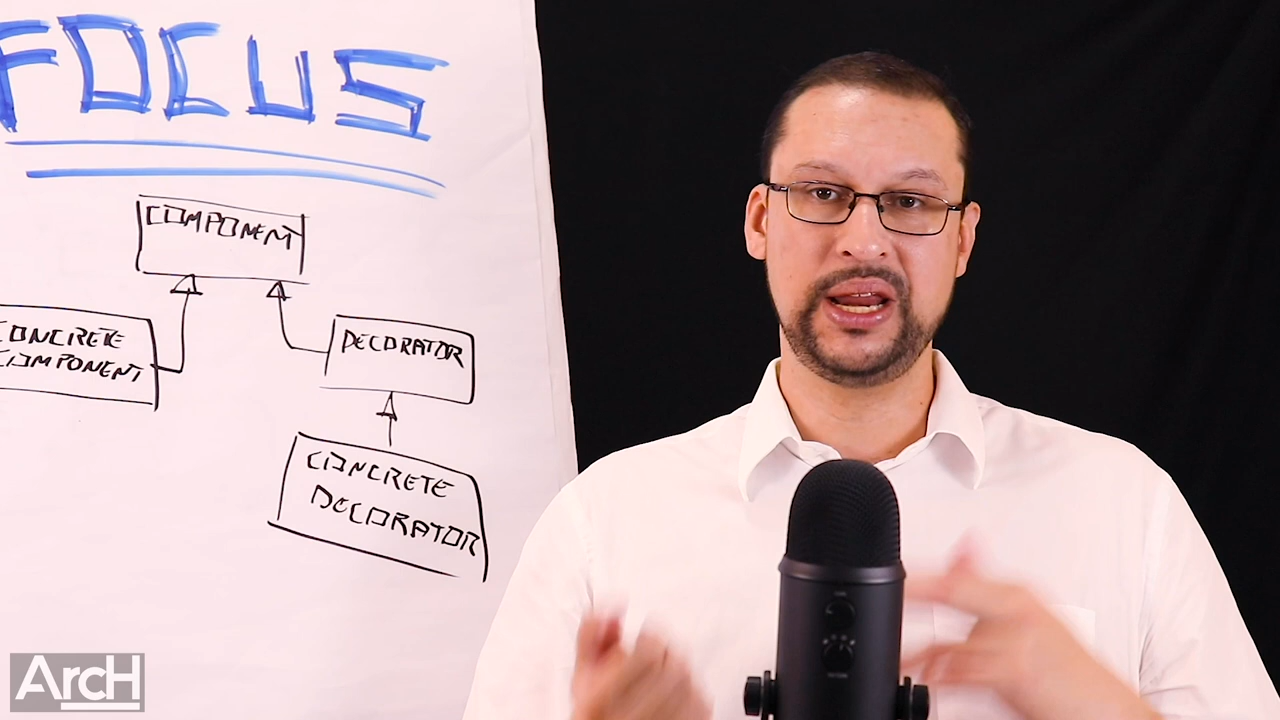 FOCUS
COMPONENT
CONCRETE
COMPONENT
DECORATOR
CONCRETE
DECORATOR
ArcH